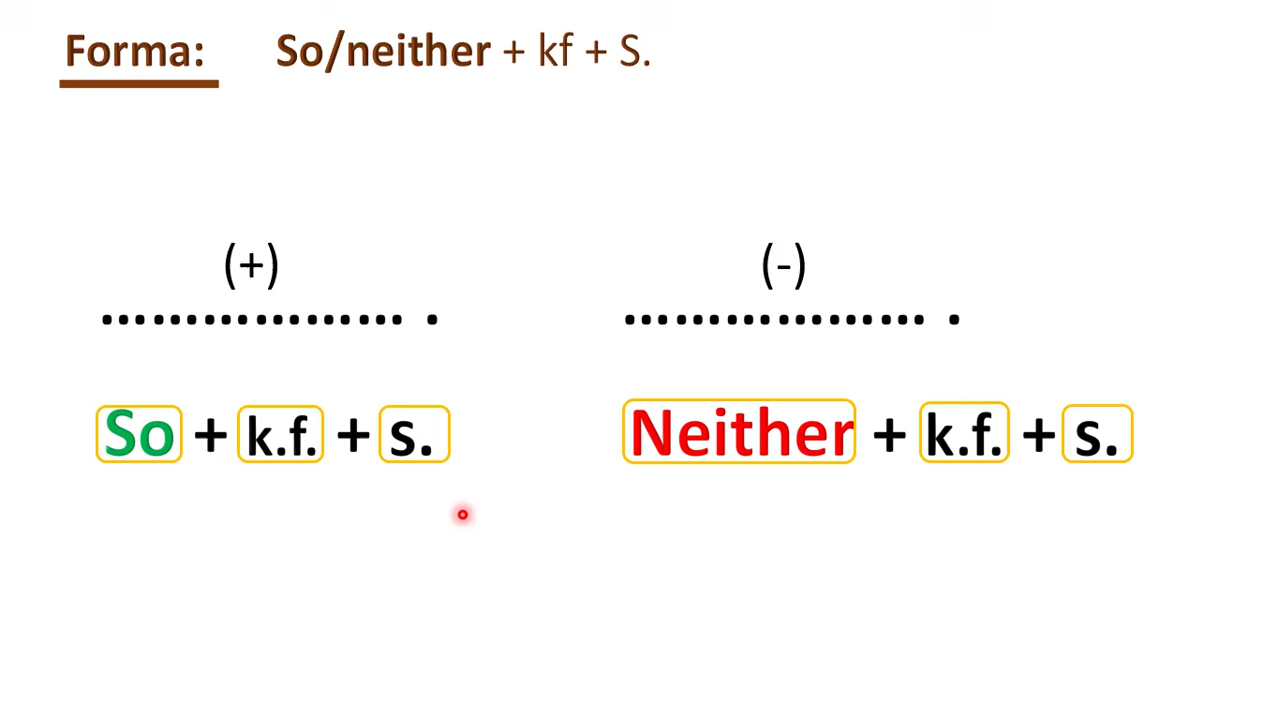 Forma: So/neither + kf + S.
(+) (-)
……………… . ……………… .
So + k.f. + s. Neither + k.f. + s.